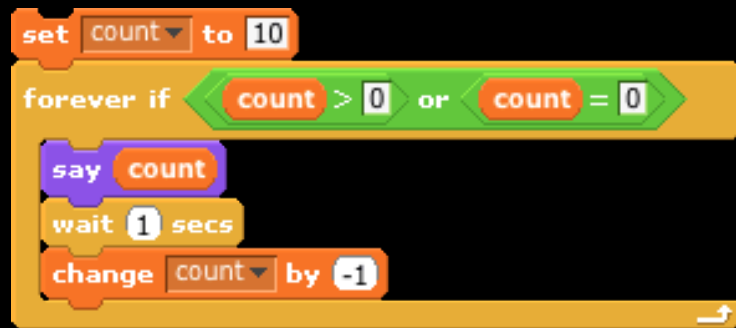 set count to 10
forever if count > 0 or count = 0
say count
wait 1 secs
change count by -1